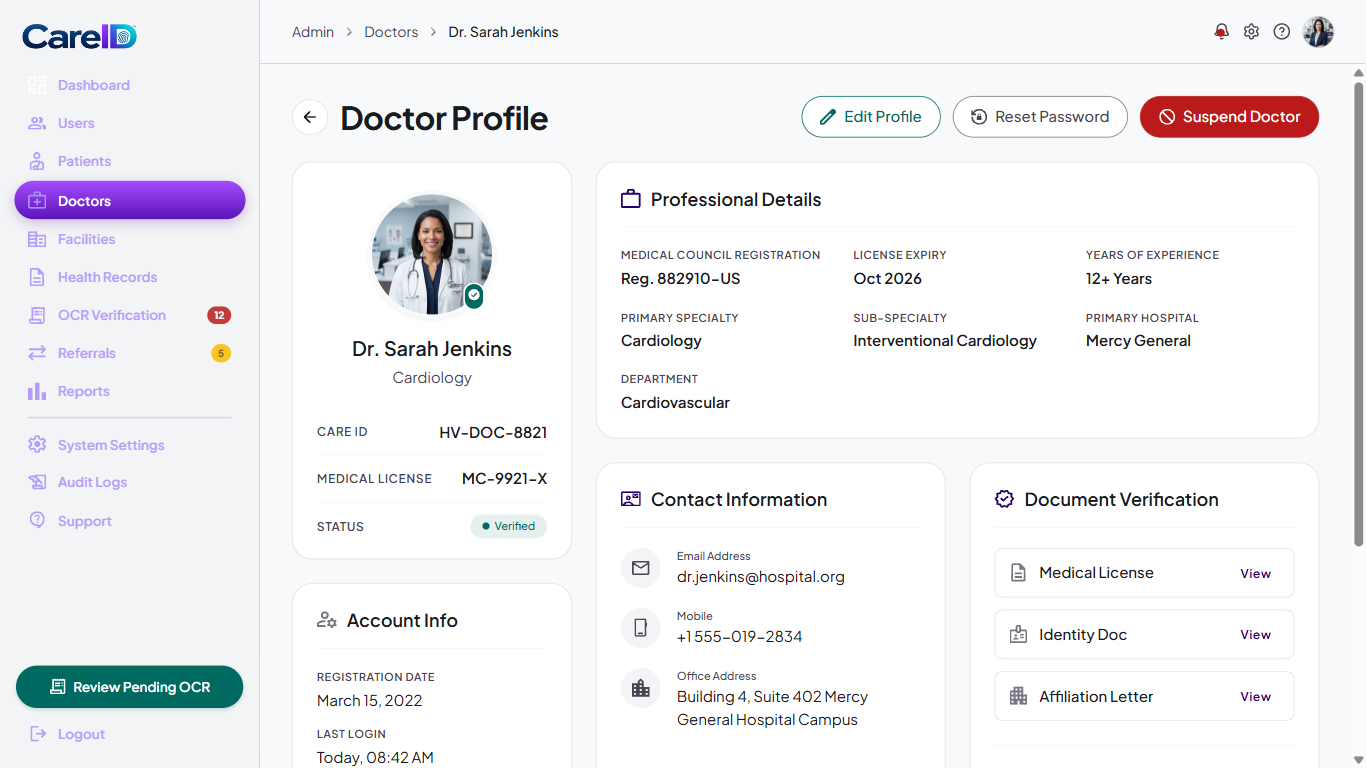 CareID
Dashboard
Users
Patients
Doctors
Facilities
Health Records
OCR Verification 12
Referrals 5
Reports
System Settings
Audit Logs
Support
Review Pending OCR
Logout
Admin > Doctors > Dr. Sarah Jenkins
Doctor Profile
Edit Profile
Reset Password
Suspend Doctor
Dr. Sarah Jenkins
Cardiology
CARE ID HV-DOC-8821
MEDICAL LICENSE MC-9921-X
STATUS Verified
Account Info
REGISTRATION DATE
March 15, 2022
LAST LOGIN
Today, 08:42 AM
Professional Details
MEDICAL COUNCIL REGISTRATION
Reg. 882910-US
LICENSE EXPIRY
Oct 2026
YEARS OF EXPERIENCE
12+ Years
PRIMARY SPECIALTY
Cardiology
SUB-SPECIALTY
Interventional Cardiology
PRIMARY HOSPITAL
Mercy General
DEPARTMENT
Cardiovascular
Contact Information
Email Address
dr.jenkins@hospital.org
Mobile
+1 555-019-2834
Office Address
Building 4, Suite 402 Mercy
General Hospital Campus
Document Verification
Medical License View
Identity Doc View
Affiliation Letter View